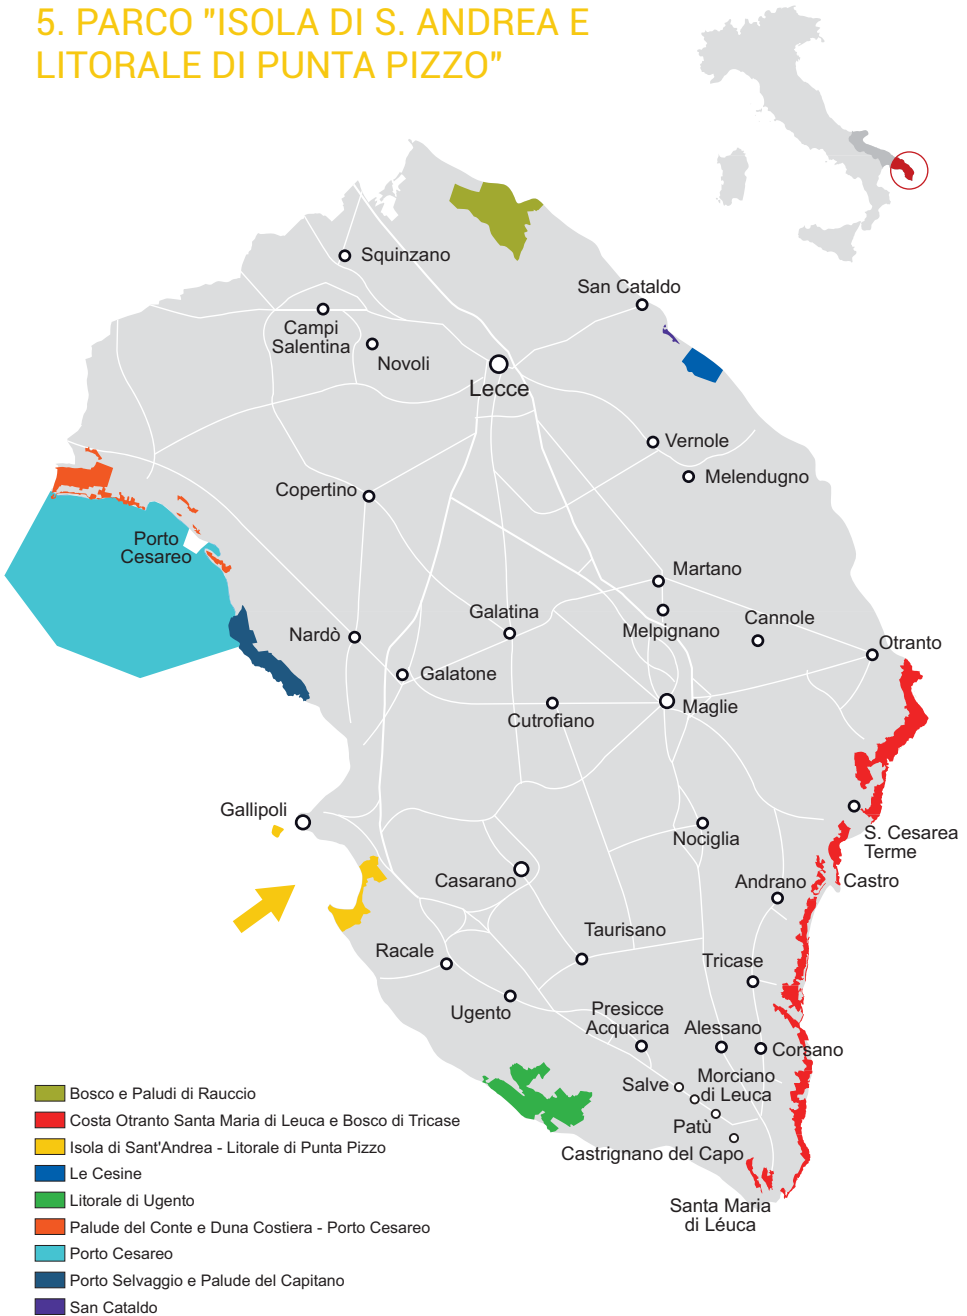 5. PARCO "ISOLA DI S. ANDREA E
LITORALE DI PUNTA PIZZO"
Squinzano
San Cataldo
Campi
Salentina
Novoli
Lecce
Vernole
Melendugno
Copertino
Porto
Cesareo
Martano
Galatina
Melpignano
Cannole
Nardò
Otranto
Galatone
Cutrofiano
Maglie
Gallipoli
Nociglia
S. Cesarea
Terme
Casarano
Andrano
Castro
Taurisano
Racale
Tricase
Ugento
Presicce
Acquarica
Alessano
Corsano
Salve
Morciano
di Leuca
Patù
Castrignano del Capo
Santa Maria
di Léuca
Bosco e Paludi di Rauccio
Costa Otranto Santa Maria di Leuca e Bosco di Tricase
Isola di Sant'Andrea - Litorale di Punta Pizzo
Le Cesine
Litorale di Ugento
Palude del Conte e Duna Costiera - Porto Cesareo
Porto Cesareo
Porto Selvaggio e Palude del Capitano
San Cataldo